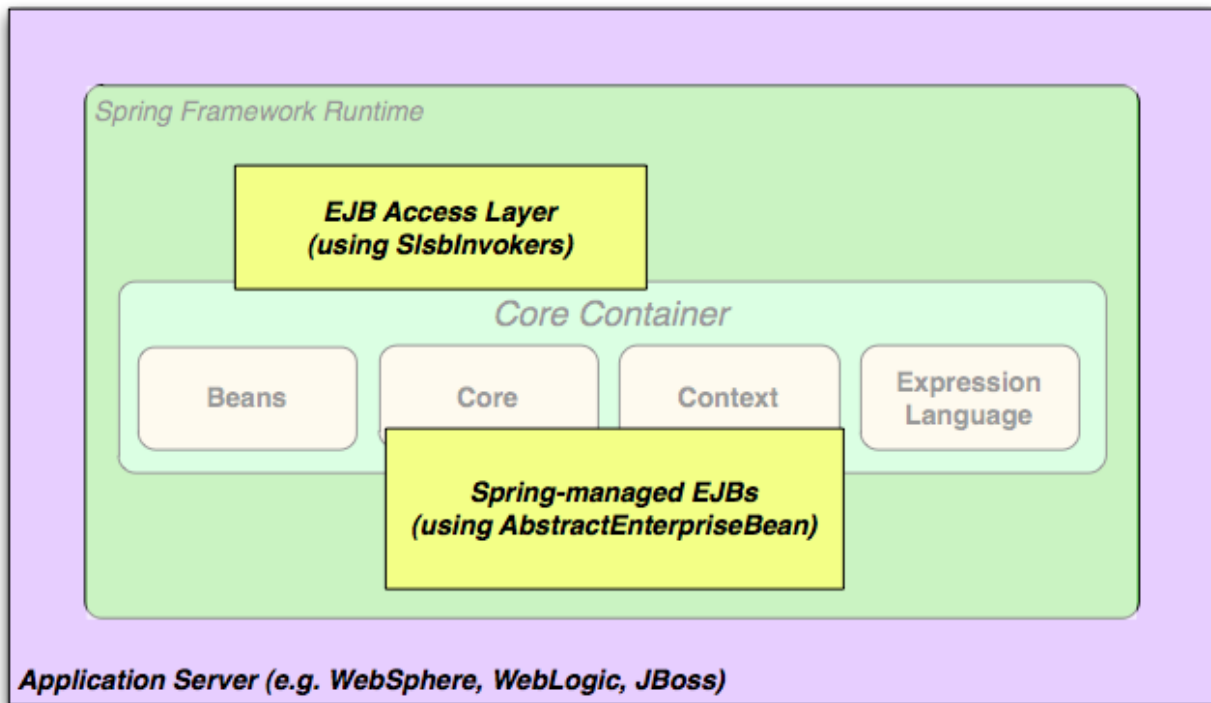 Spring Framework Runtime
EJB Access Layer
(using SlsbInvokers)
Core Container
Beans
Core
Context
Expression
Language
Spring-managed EJBs
(using AbstractEnterpriseBean)
Application Server (e.g. WebSphere, WebLogic, JBoss)